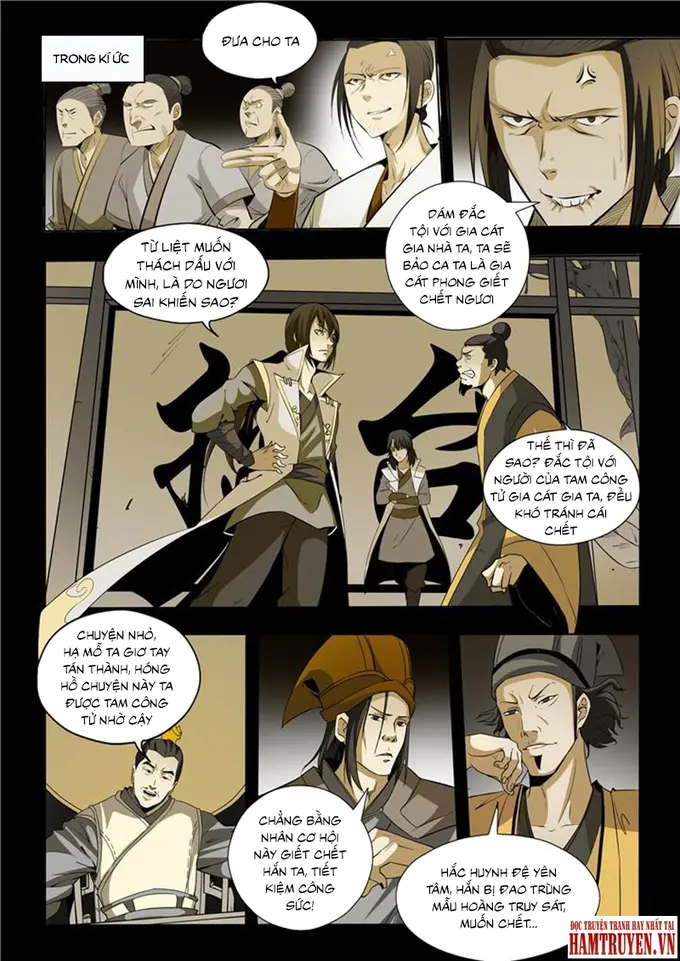 TRONG KÍ ỨC
ĐƯA CHO TA
DÁM ĐẮC
TỘI VỚI GIA CÁT
GIA NHÀ TA, TA SẼ
BẢO CA TA LÀ GIA
CÁT PHONG GIẾT
CHẾT NGƯƠI
TỪ LIỆT MUỐN
THÁCH DẤU VỚI
MÌNH, LÀ DO NGƯƠI
SAI KHIẾN SAO?
台
THẾ THÌ ĐÃ
SAO? ĐẮC TỘI VỚI
NGƯỜI CỦA TAM CÔNG
TỬ GIA CÁT GIA TA, ĐỀU
KHÓ TRÁNH CÁI
CHẾT
CHUYỆN NHỎ,
HẠ MỖ TA GIƠ TAY
TÁN THÀNH, HÓNG
HỒ CHUYỆN NÀY TA
ĐƯỢC TAM CÔNG
TỬ NHỜ CẬY
CHẲNG BẰNG
NHÂN CƠ HỘI
NÀY GIẾT CHẾT
HẮN TA, TIẾT
KIỆM CÔNG
SỨC!
HẮC HUYNH ĐỆ YÊN
TÂM, HẮN BỊ ĐAO TRÙNG
MẪU HOÀNG TRUY SÁT,
MUỐN CHẾT...
ĐỌC TRUYỆN TRANH HAY NHẤT TẠI
HAMTRUYEN.VN